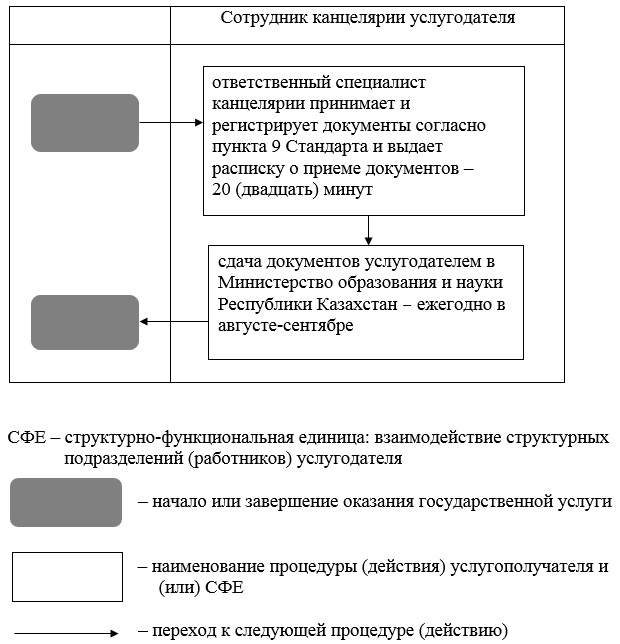 Сотрудник канцелярии услугодателя
ответственный специалист
канцелярии принимает и
регистрирует документы согласно
пункта 9 Стандарта и выдает
расписку о приеме документов –
20 (двадцать) минут
сдача документов услугодателем в
Министерство образования и науки
Республики Казахстан – ежегодно в
августе-сентябре
СФЕ – структурно-функциональная единица: взаимодействие структурных
подразделений (работников) услугодателя
– начало или завершение оказания государственной услуги
– наименование процедуры (действия) услугополучателя и
(или) СФЕ
– переход к следующей процедуре (действию)